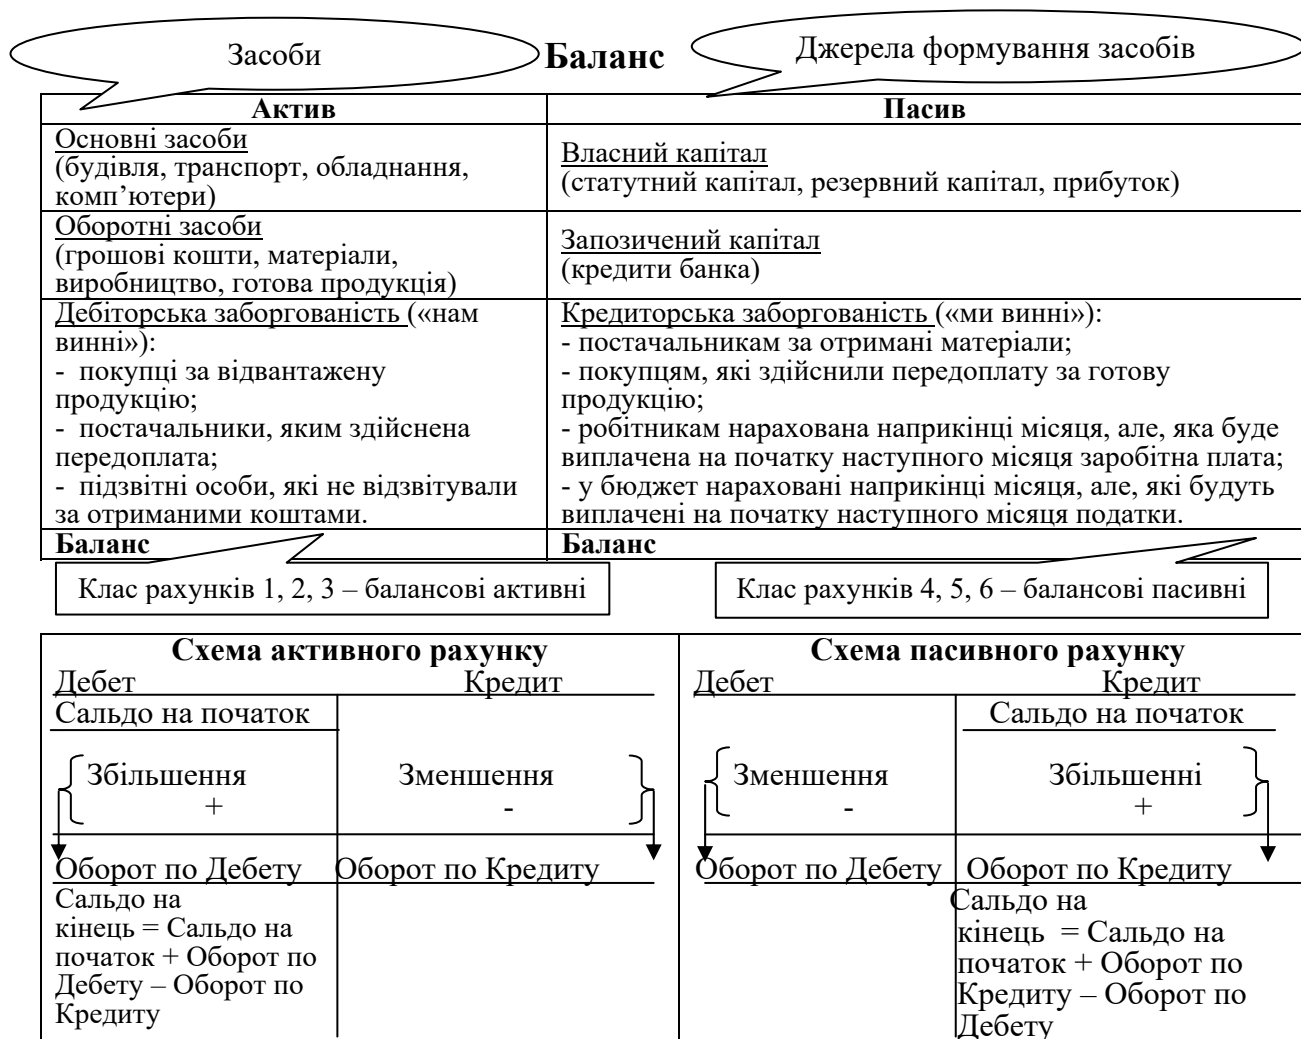 Засоби
Баланс
Джерела формування засобів
Актив
Пасив
Основні засоби
(будівля, транспорт, обладнання,
комп’ютери)
Власний капітал
(статутний капітал, резервний капітал, прибуток)
Оборотні засоби
(грошові кошти, матеріали,
виробництво, готова продукція)
Запозичений капітал
(кредити банка)
Дебіторська заборгованість («нам
винні»):
- покупці за відвантажену
продукцію;
- постачальники, яким здійснена
передоплата;
- підзвітні особи, які не відзвітували
за отриманими коштами.
Кредиторська заборгованість («ми винні»):
- постачальникам за отримані матеріали;
- покупцям, які здійснили передоплату за готову
продукцію;
- робітникам нарахована наприкінці місяця, але, яка буде
виплачена на початку наступного місяця заробітна плата;
- у бюджет нараховані наприкінці місяця, але, які будуть
виплачені на початку наступного місяця податки.
Баланс
Баланс
Клас рахунків 1, 2, 3 – балансові активні
Клас рахунків 4, 5, 6 – балансові пасивні
Схема активного рахунку
Дебет Кредит
Сальдо на початок
Збільшення Зменшення
+ -
Оборот по Дебету Оборот по Кредиту
Сальдо на
кінець = Сальдо на
початок + Оборот по
Дебету – Оборот по
Кредиту
Схема пасивного рахунку
Дебет Кредит
Сальдо на початок
Зменшення Збільшенні
- +
Оборот по Дебету Оборот по Кредиту
Сальдо на
кінець = Сальдо на
початок + Оборот по
Кредиту – Оборот по
Дебету